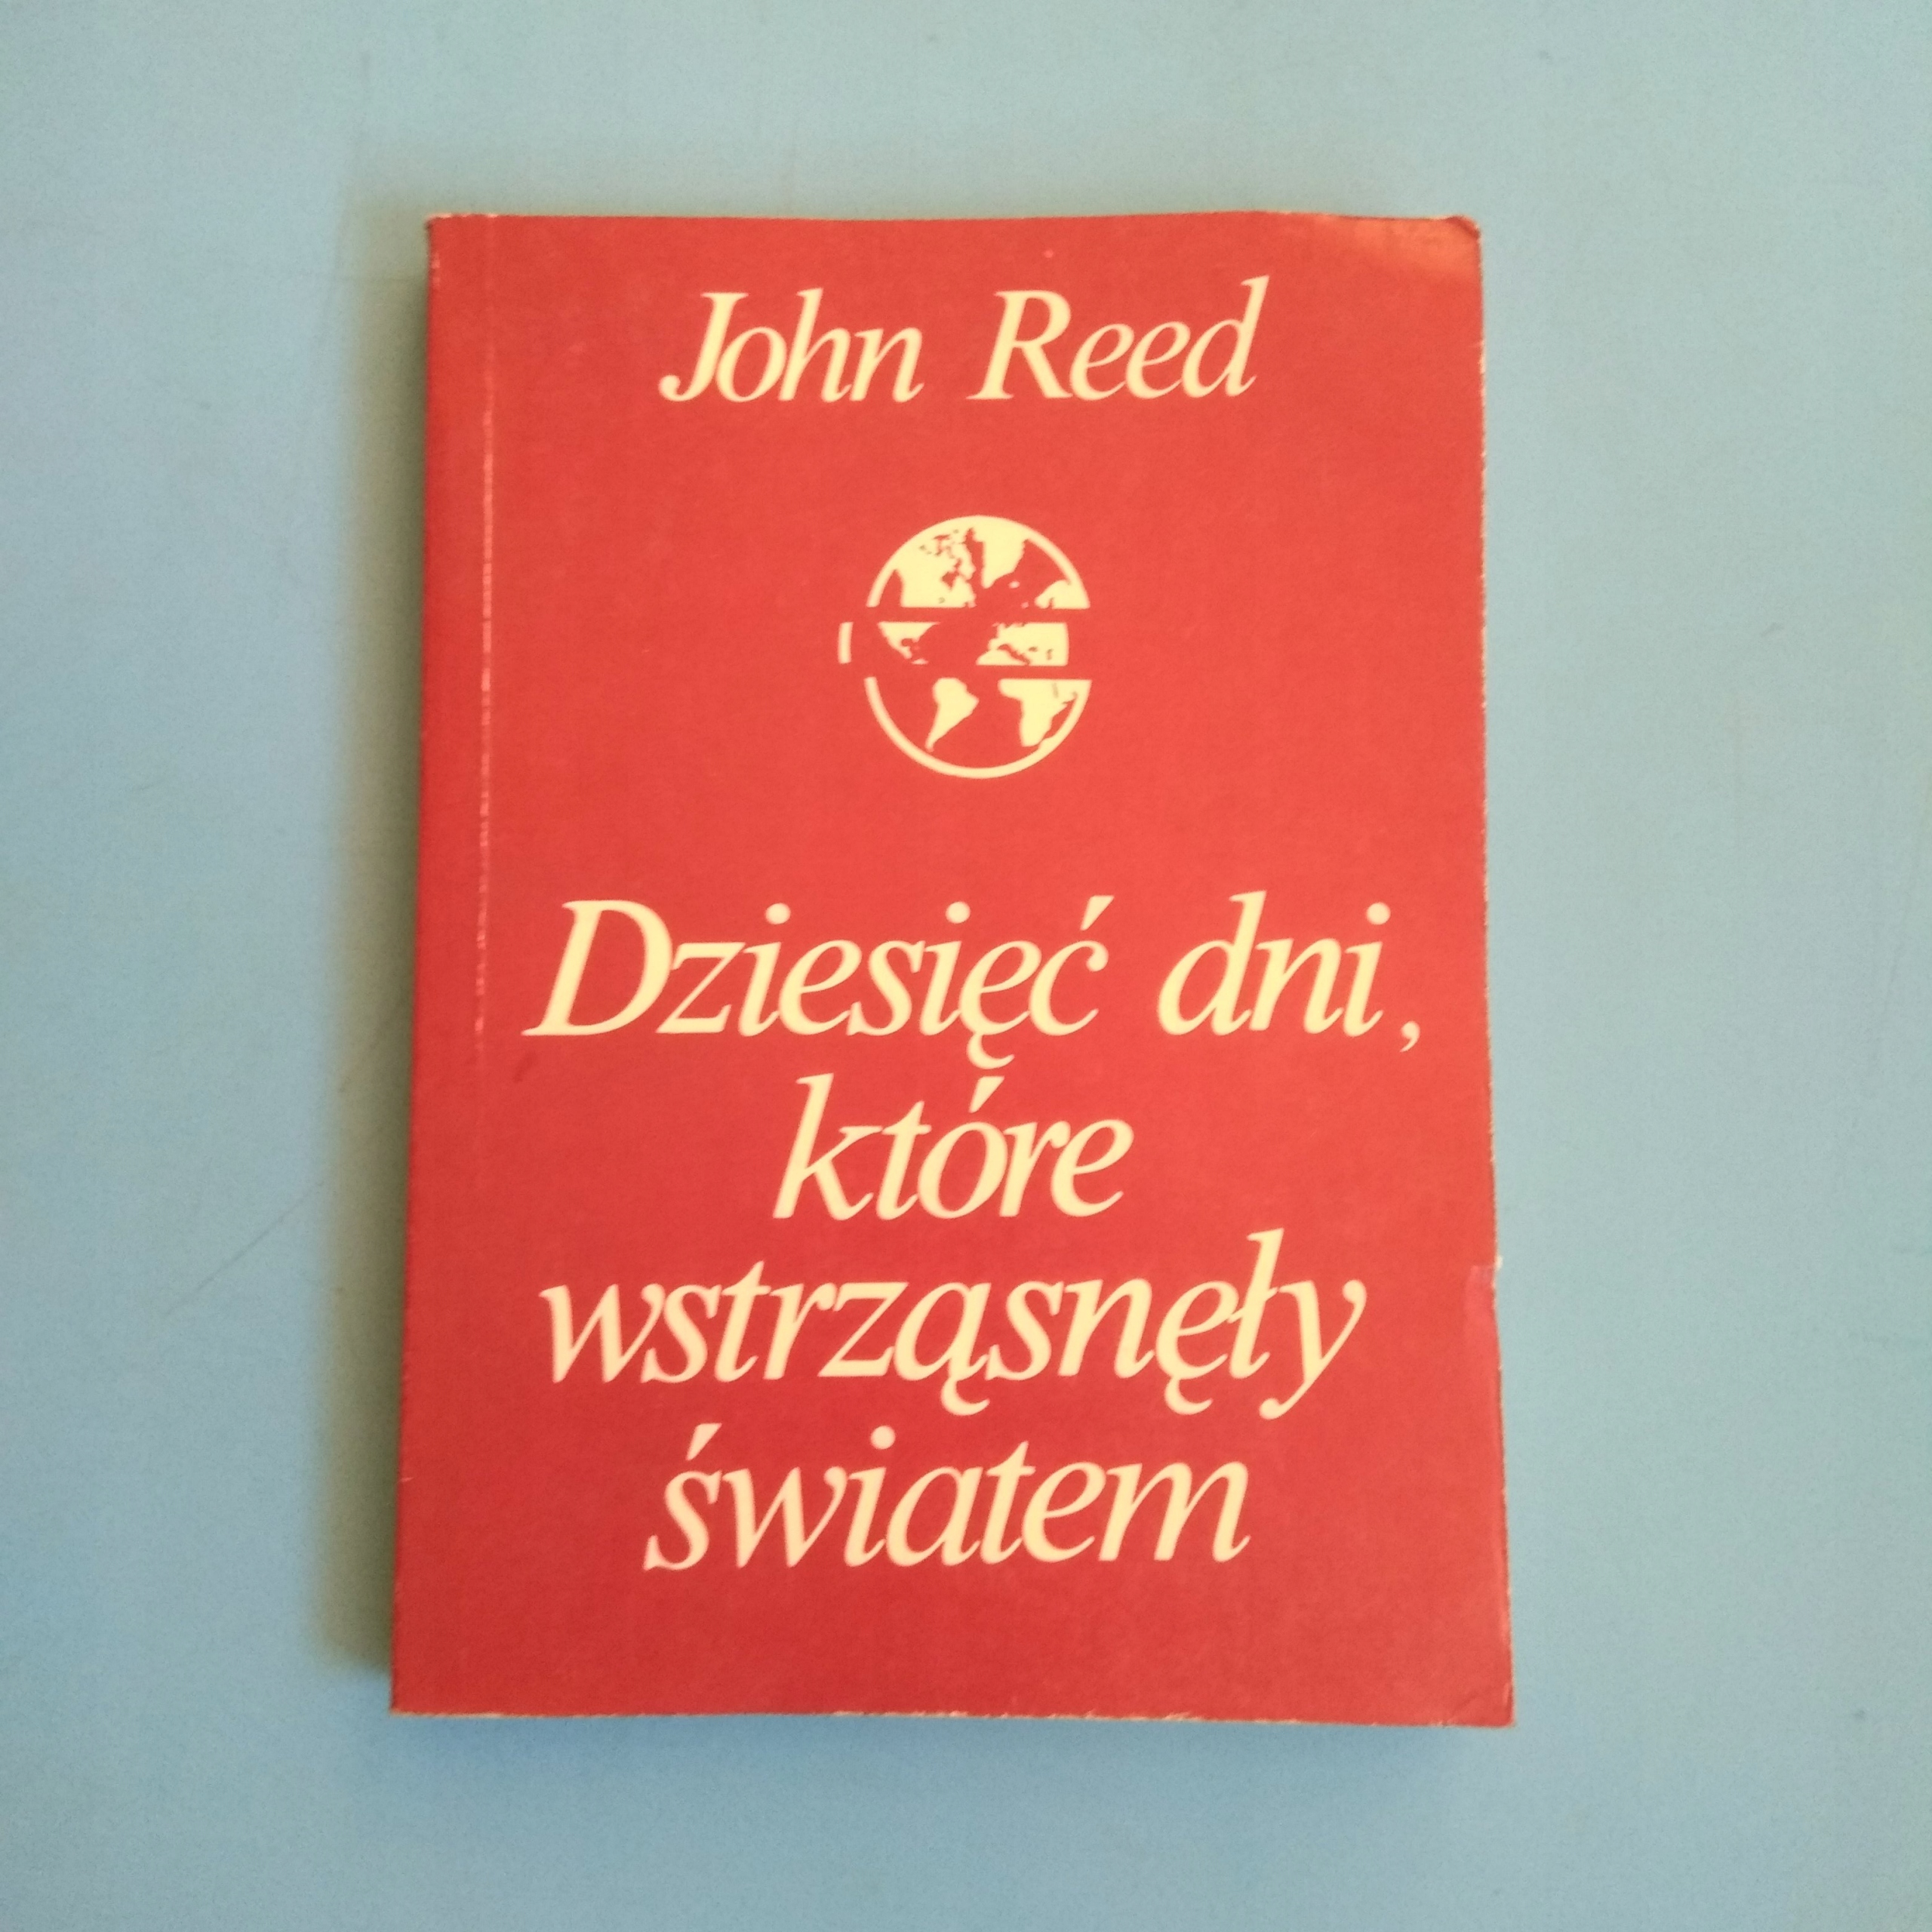 John Reed
Dziesięć dni,
które
wstrząsnęły
światem